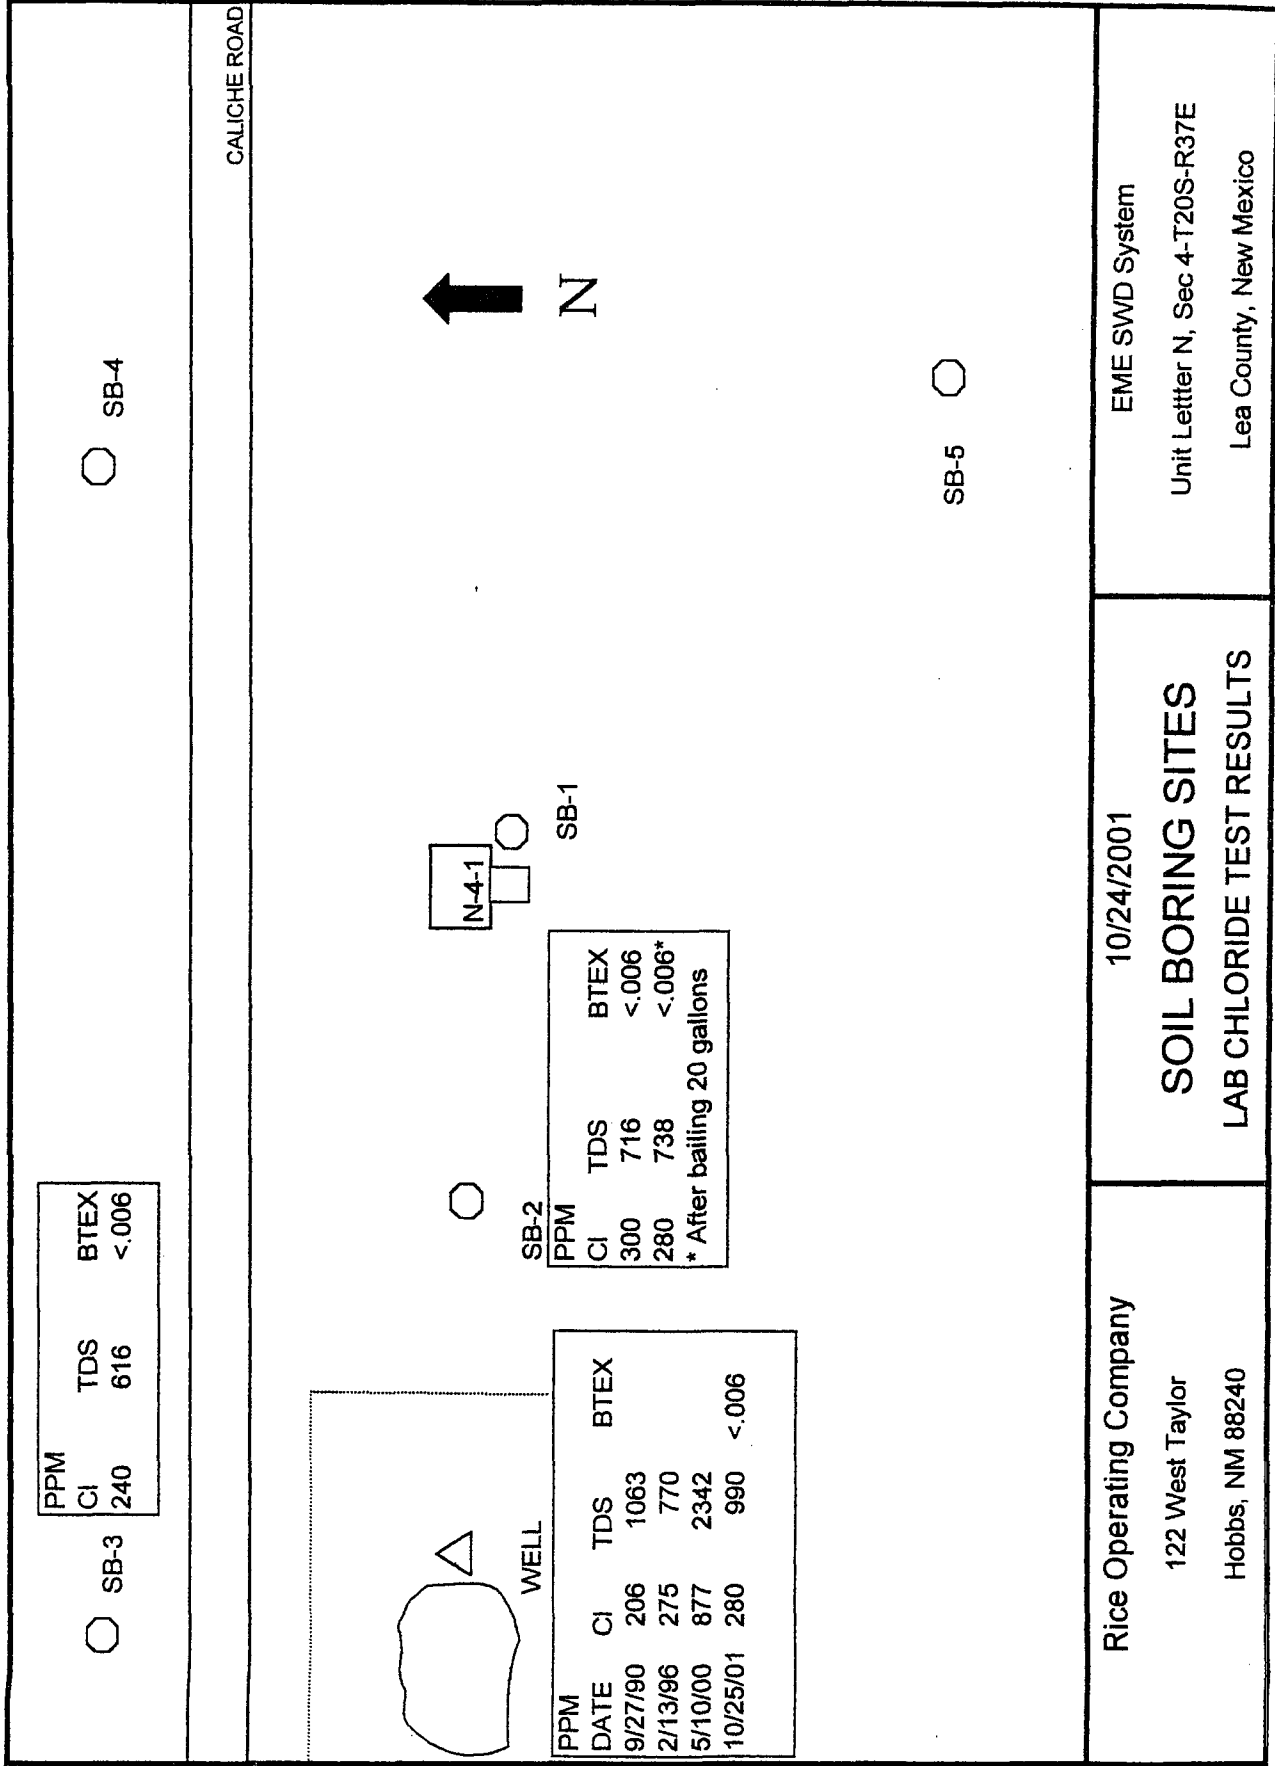 CALICHE ROAD
PPM
Cl TDS BTEX
240 616 <.006
SB-3
SB-4
N
N-4-1
SB-1
SB-2
PPM
Cl TDS BTEX
300 716 <.006
280 738 <.006*
* After bailing 20 gallons
WELL
PPM
DATE Cl TDS BTEX
9/27/90 206 1063
2/13/96 275 770
5/10/00 877 2342
10/25/01 280 990 <.006
SB-5
Rice Operating Company
122 West Taylor
Hobbs, NM 88240
10/24/2001
SOIL BORING SITES
LAB CHLORIDE TEST RESULTS
EME SWD System
Unit Lettter N, Sec 4-T20S-R37E
Lea County, New Mexico